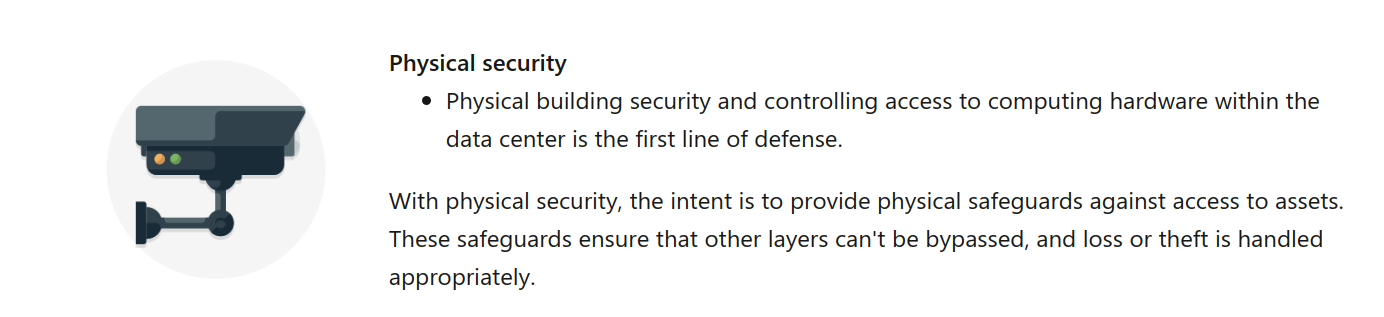 Physical security
• Physical building security and controlling access to computing hardware within the
data center is the first line of defense.
With physical security, the intent is to provide physical safeguards against access to assets.
These safeguards ensure that other layers can't be bypassed, and loss or theft is handled
appropriately.